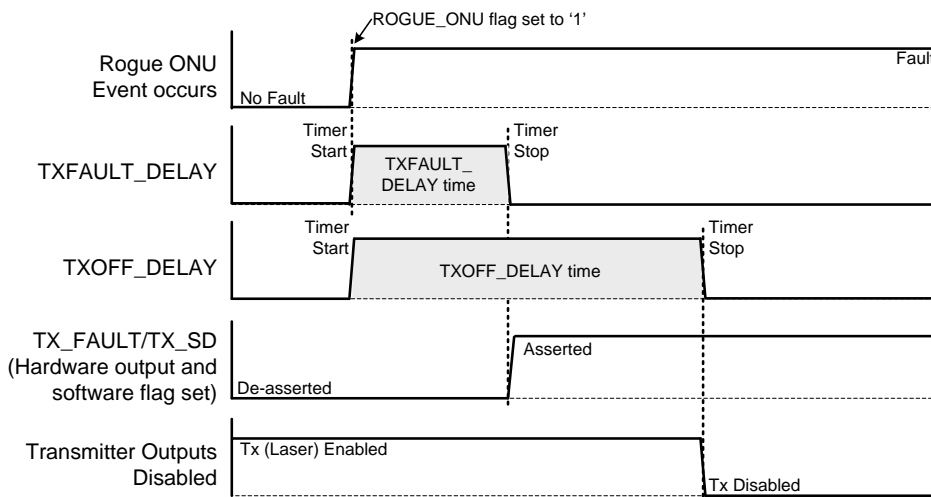 ROGUE_ONU flag set to ‘1’
Rogue ONU
Event occurs
No Fault
Fault
TXFAULT_DELAY
Timer
Start
TXFAULT_
DELAY time
Timer
Stop
TXOFF_DELAY
Timer
Start
TXOFF_DELAY time
Timer
Stop
TX_FAULT/TX_SD
(Hardware output and
software flag set)
De-asserted
Asserted
Transmitter Outputs
Disabled
Tx (Laser) Enabled
Tx Disabled